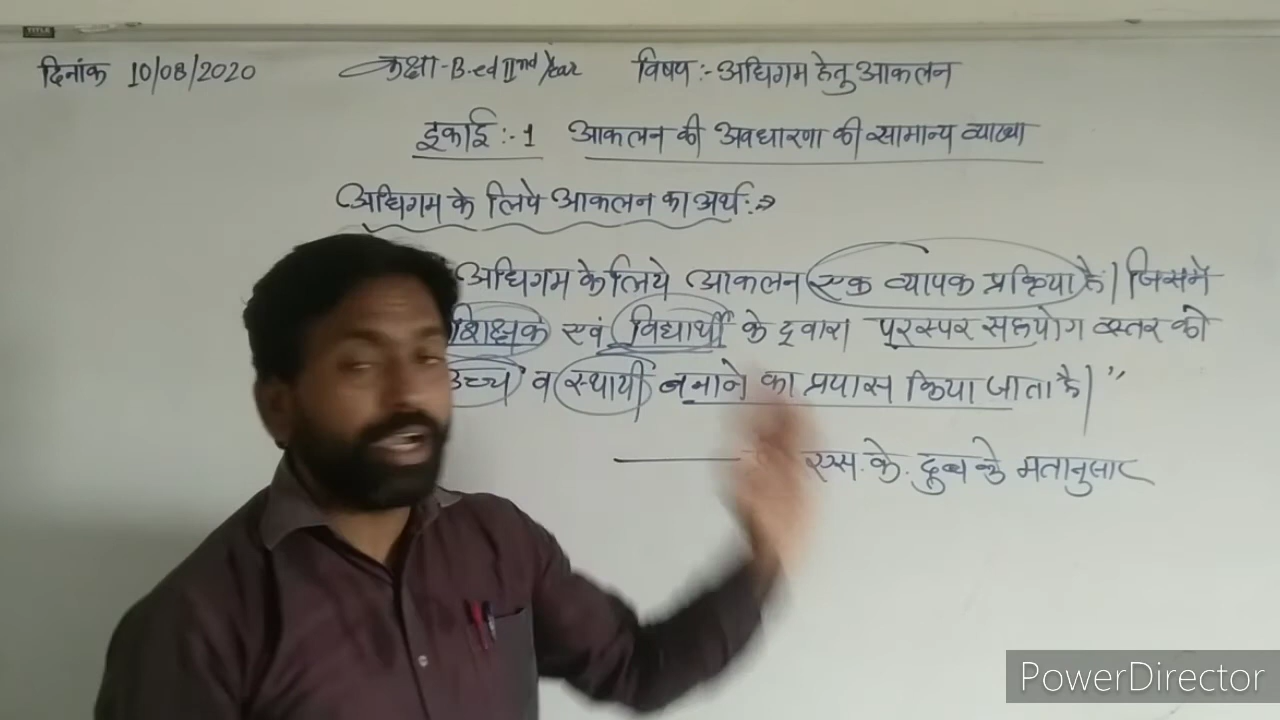 TITLE
दिनांक 10/08/2020 कक्षा-B.ed IInd Year विषय:- अधिगम हेतु आकलन
इकाई:-1 आकलन की अवधारणा की सामान्य व्याख्या
अधिगम के लिये आकलन का अर्थ:⇒
अधिगम के लिये आकलन एक व्यापक प्रक्रिया है। जिसमें
शिक्षक एवं विद्यार्थी के द्वारा परस्पर सहयोग स्तर को
उच्च व स्थायी बनाने का प्रयास किया जाता है।”
एस.के. दुबे के मतानुसार
PowerDirector